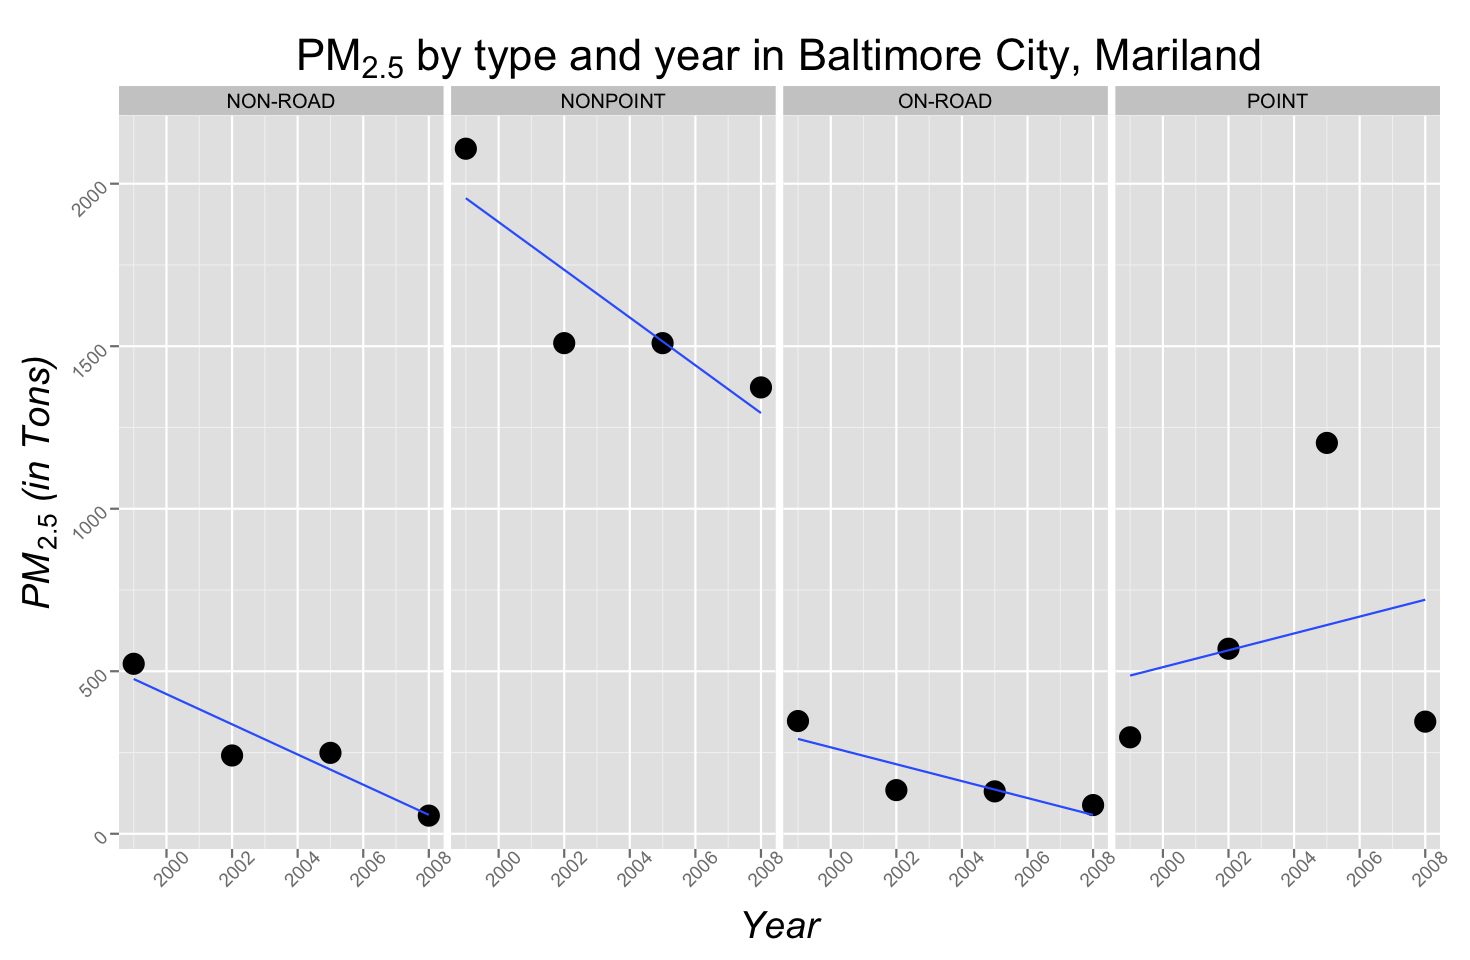 PM2.5 by type and year in Baltimore City, Mariland
NON-ROAD NONPOINT ON-ROAD POINT
2000
1500
1000
500
0
PM2.5 (in Tons)
2000 2002 2004 2006 2008 2000 2002 2004 2006 2008 2000 2002 2004 2006 2008 2000 2002 2004 2006 2008
Year